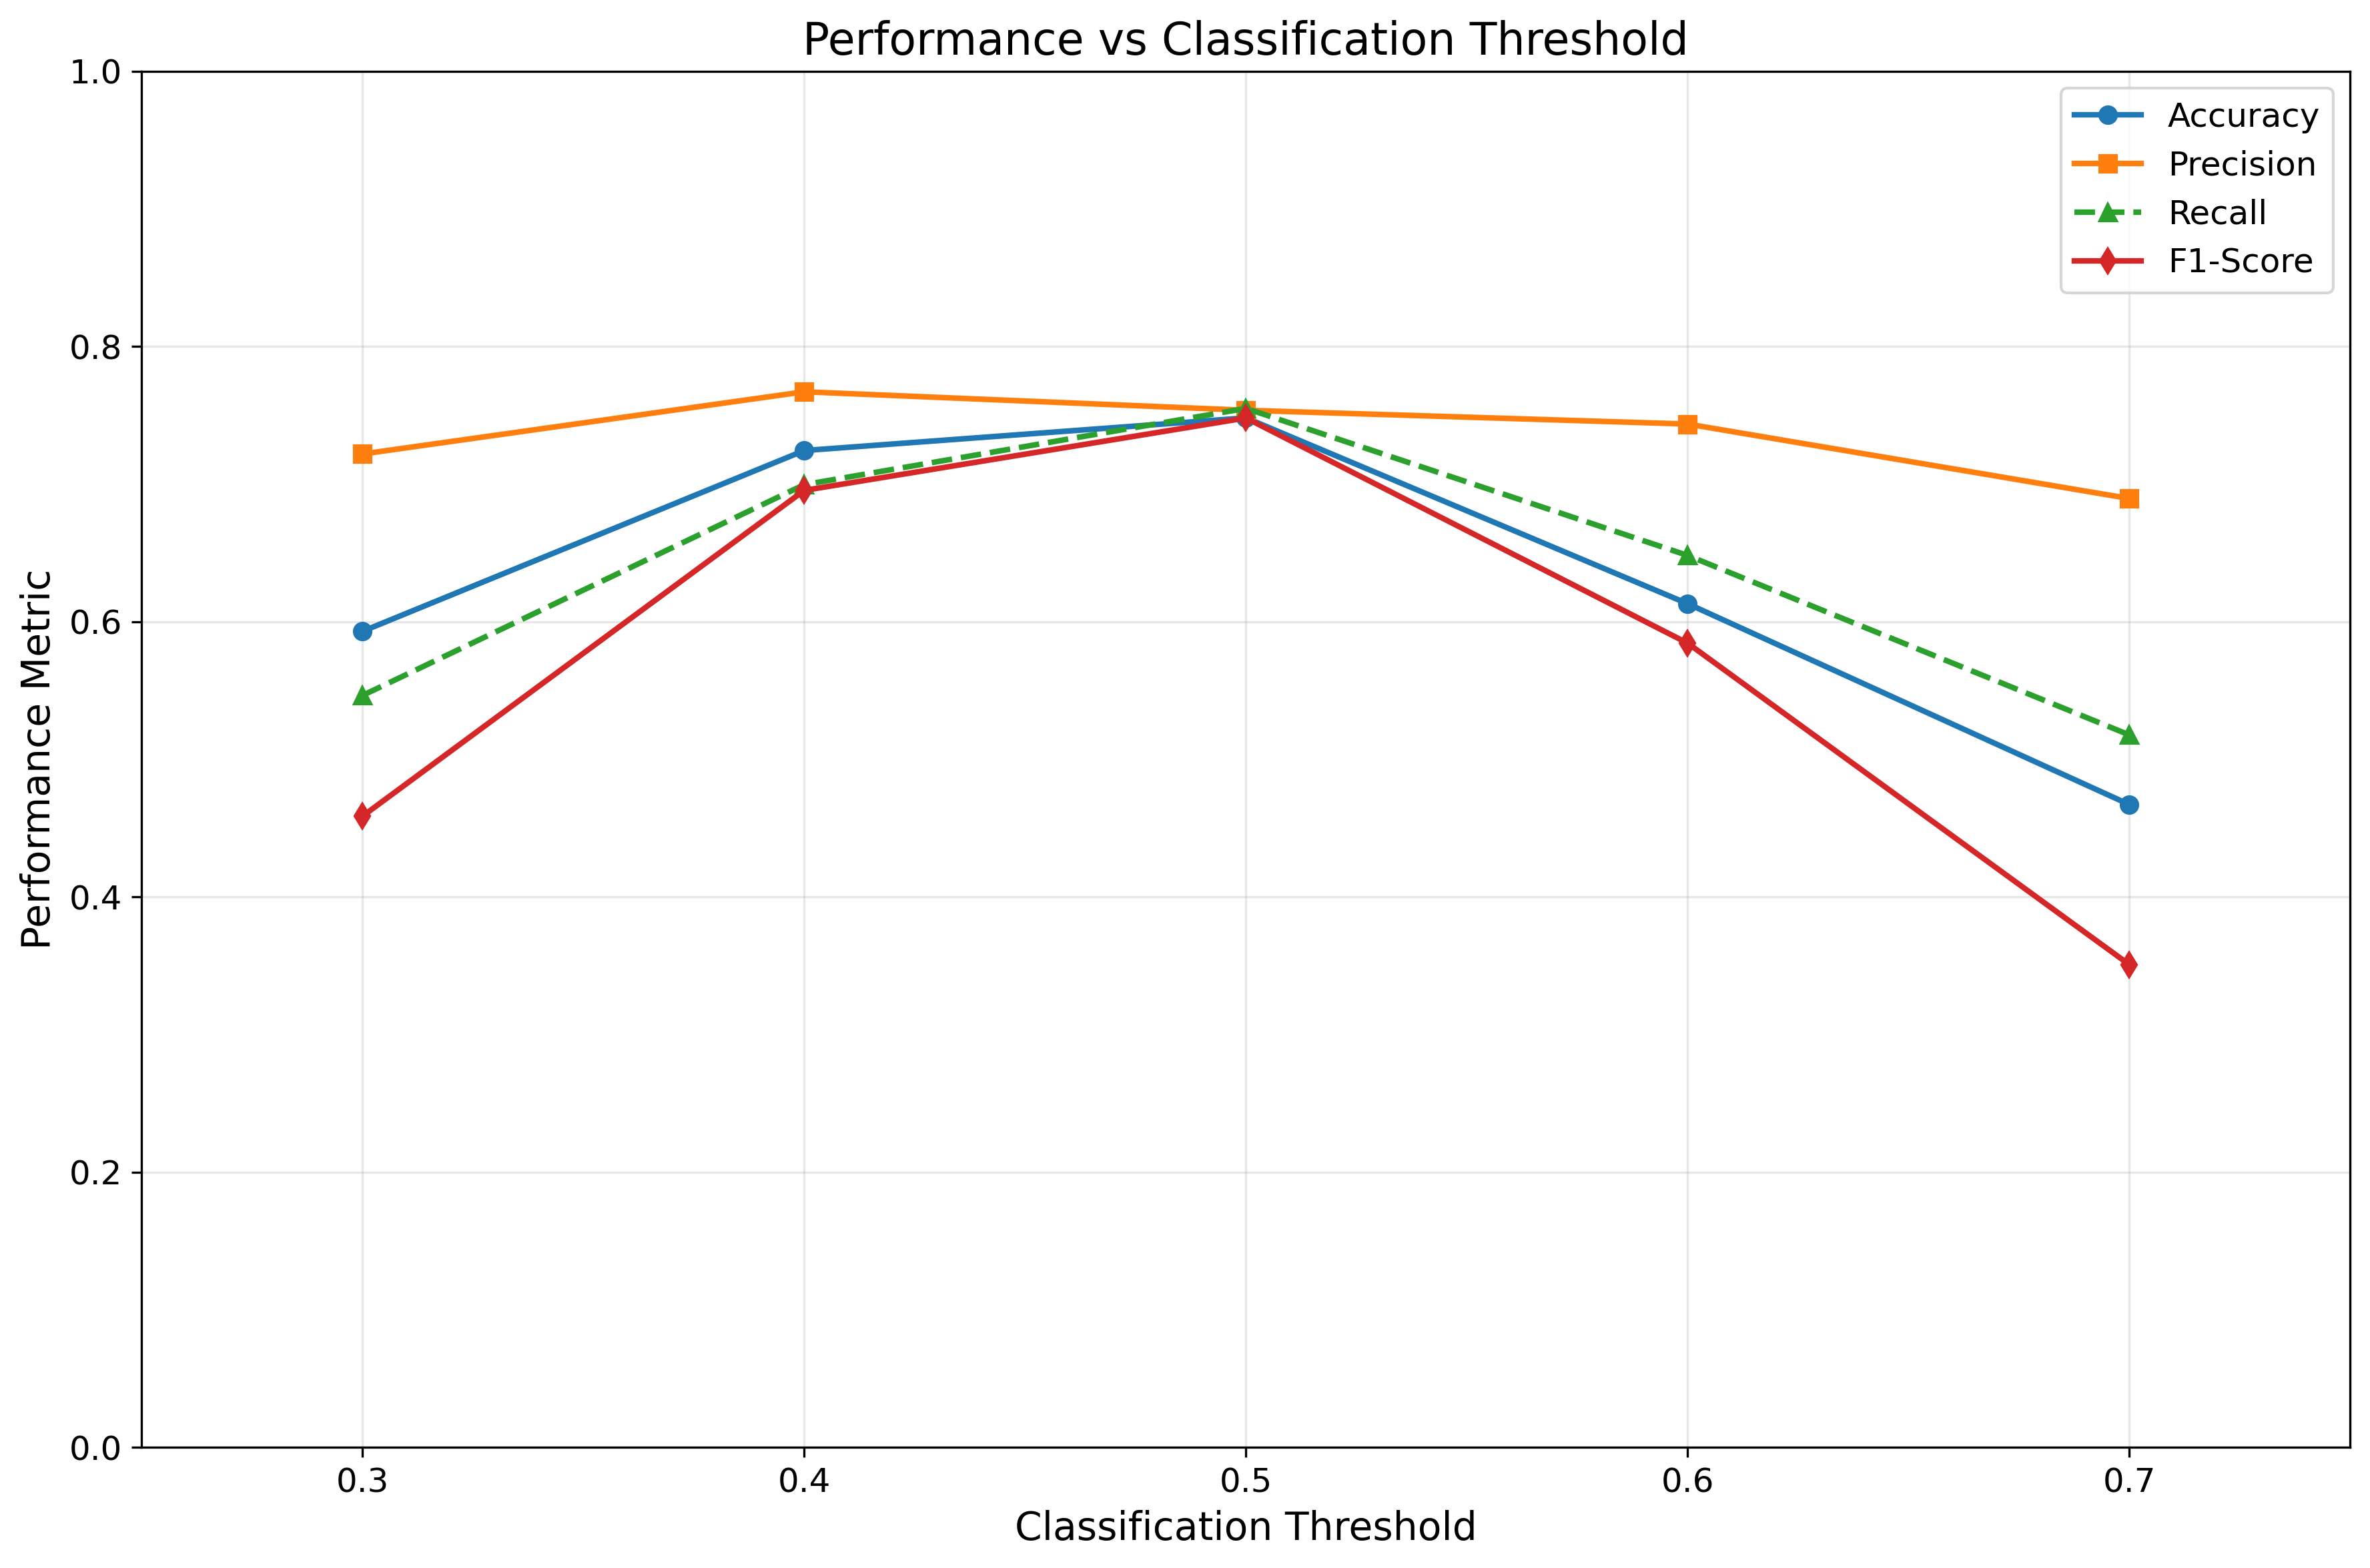 Performance vs Classification Threshold
1.0
0.8
0.6
0.4
0.2
0.0
Performance Metric
Accuracy
Precision
Recall
F1-Score
0.3 0.4 0.5 0.6 0.7
Classification Threshold